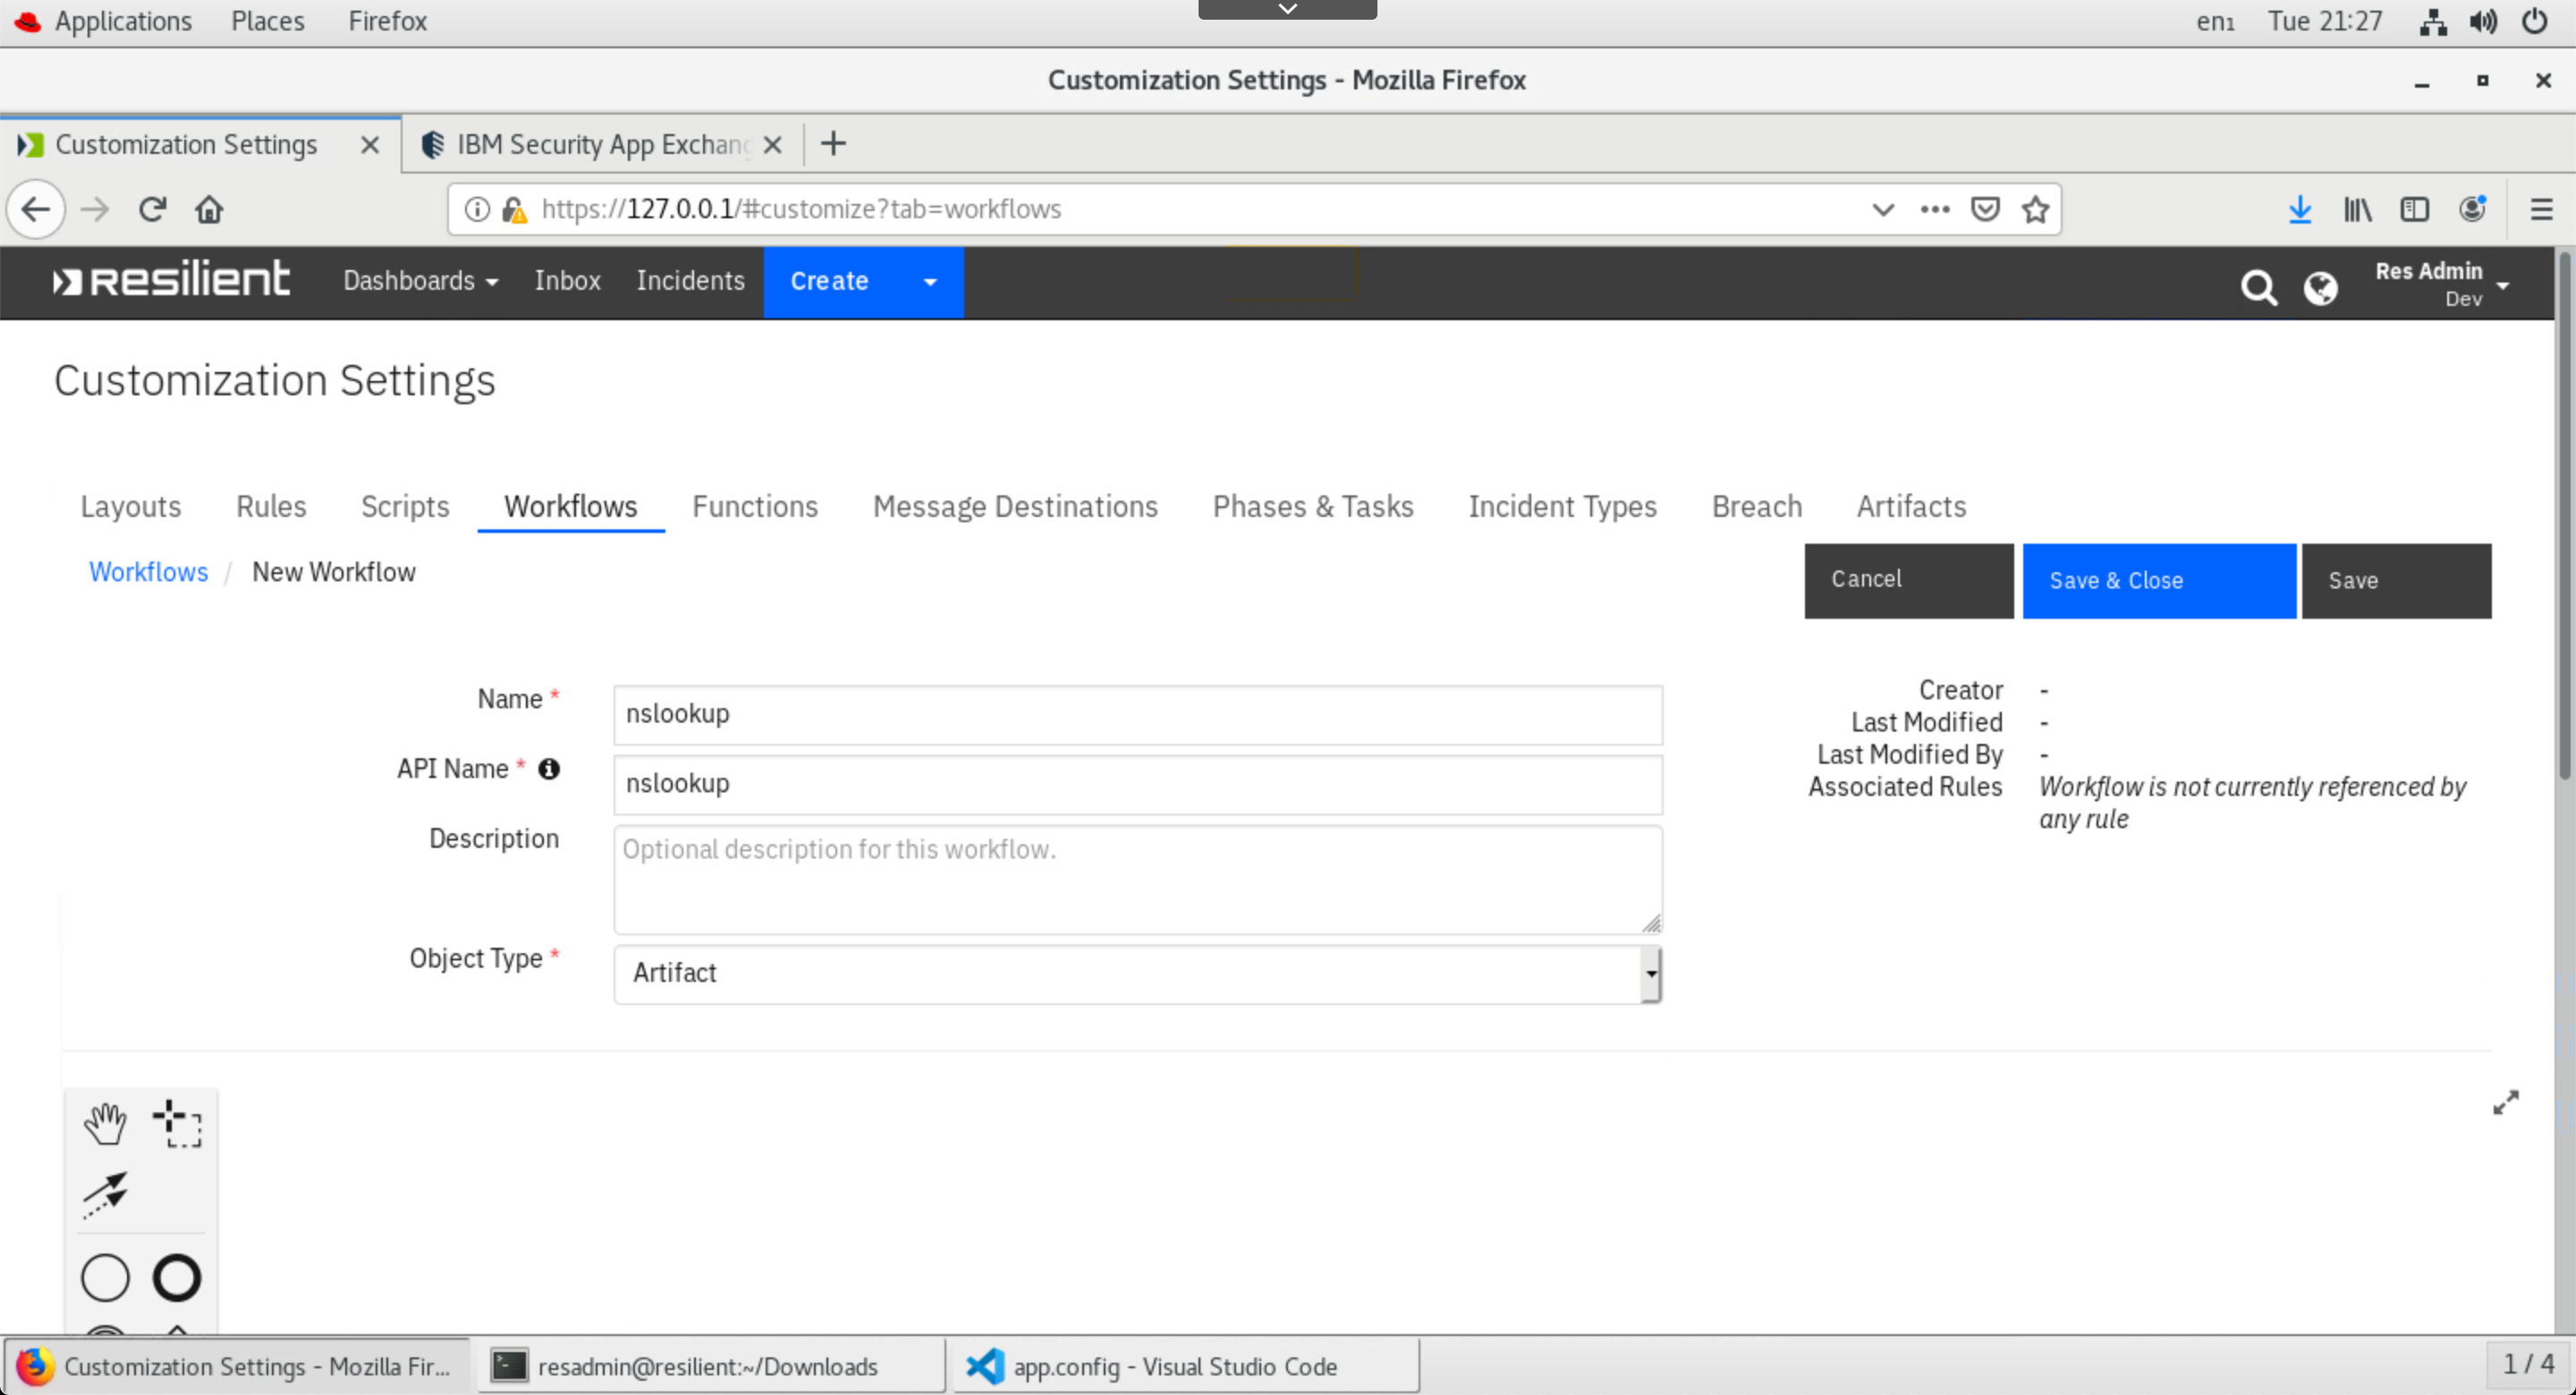 Applications Places Firefox en1 Tue 21:27
Customization Settings - Mozilla Firefox
Customization Settings IBM Security App Exchang
https://127.0.0.1/#customize?tab=workflows
resilient Dashboards Inbox Incidents Create Res Admin
Dev
Customization Settings
Layouts Rules Scripts Workflows Functions Message Destinations Phases & Tasks Incident Types Breach Artifacts
Workflows / New Workflow Cancel Save & Close Save
Name * nslookup
API Name * nslookup
Description Optional description for this workflow.
Object Type * Artifact
Creator -
Last Modified -
Last Modified By -
Associated Rules Workflow is not currently referenced by
any rule
Customization Settings - Mozilla Fir... resadmin@resilient:~/Downloads app.config - Visual Studio Code 1 / 4